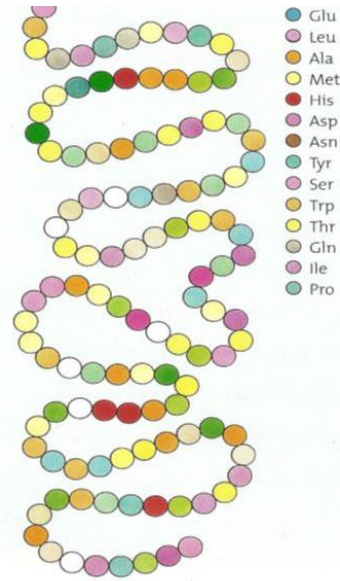 Glu
Leu
Ala
Met
His
Asp
Asn
Tyr
Ser
Trp
Thr
Gln
Ile
Pro